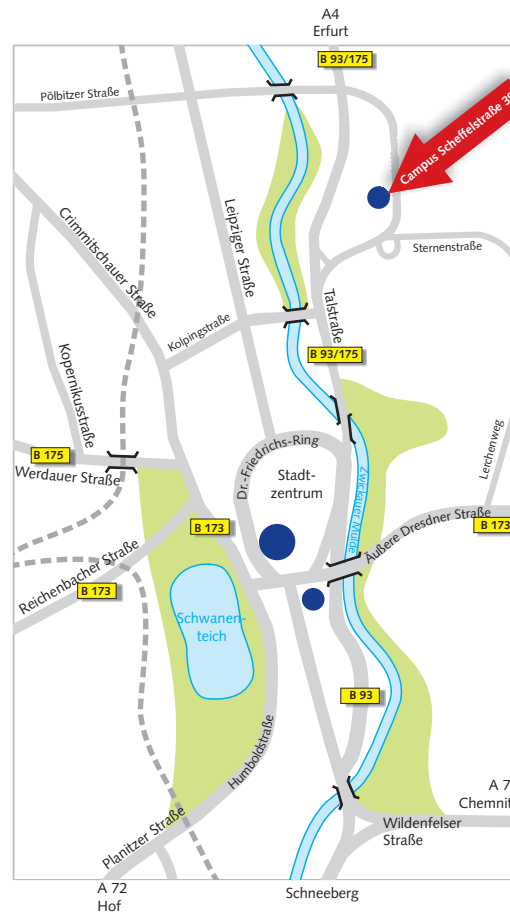 A4
Erfurt
B 93/175
Pölbitzer Straße
Campus Scheffelstraße 39
Crimmitschauer Straße
Leipziger Straße
Sternenstraße
Talstraße
Kolpingstraße
B 93/175
Kopernikusstraße
Dr.-Friedrichs-Ring
Lerchenweg
B 175
Werdauer Straße
Stadt-
zentrum
Zwickauer Mulde
B 173
Äußere Dresdner Straße
B 173
Reichenbacher Straße
B 173
Schwanen-
teich
B 93
Humboldstraße
A 7
Chemnit
Planitzer Straße
Wildenfelser
Straße
A 72
Hof
Schneeberg